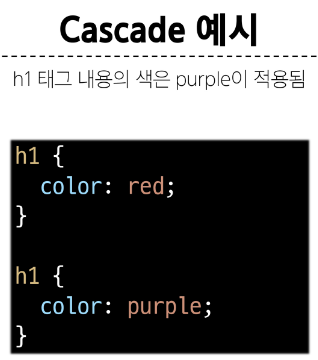 Cascade 예시
h1 태그 내용의 색은 purple이 적용됨
h1 {
  color: red;
}

h1 {
  color: purple;
}